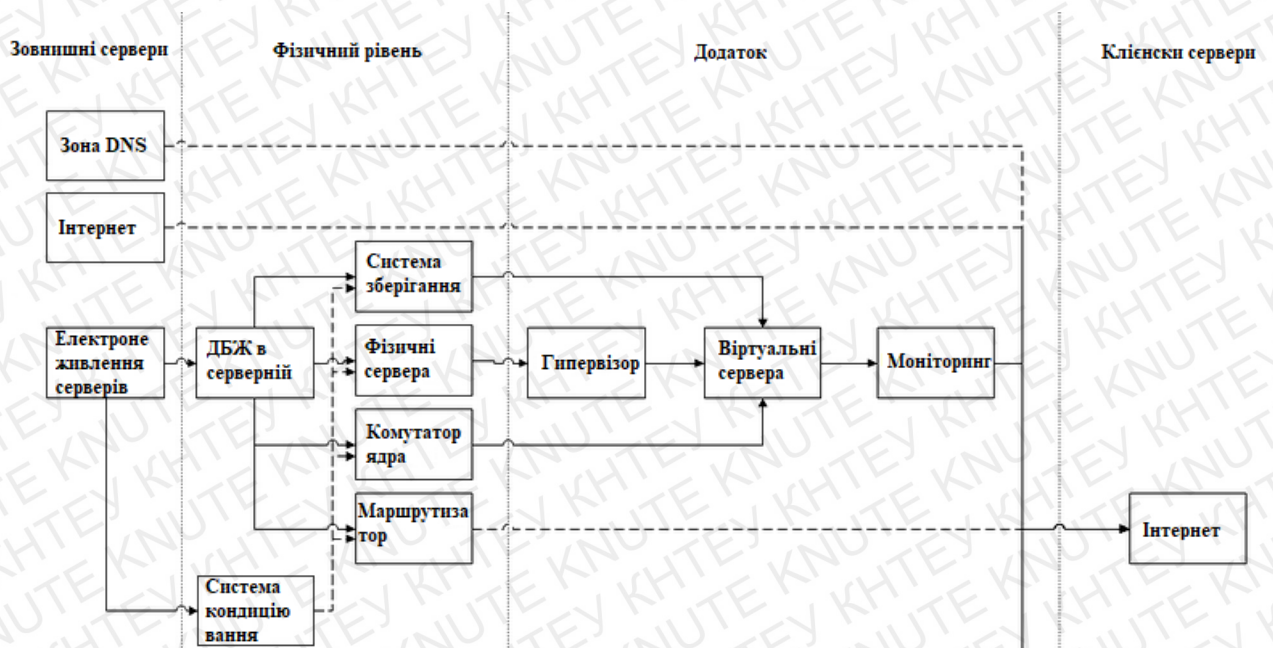 Зовнишні сервери
Фізичний рівень
Додаток
Клієнски сервери
Зона DNS
Інтернет
Система
зберігання
Електроне
живлення
серверів
ДБЖ в
серверній
Фізичні
сервера
Гипервізор
Віртуальні
сервера
Моніторинг
Комутатор
ядра
Маршрутиза
тор
Інтернет
Система
кондицію
вання